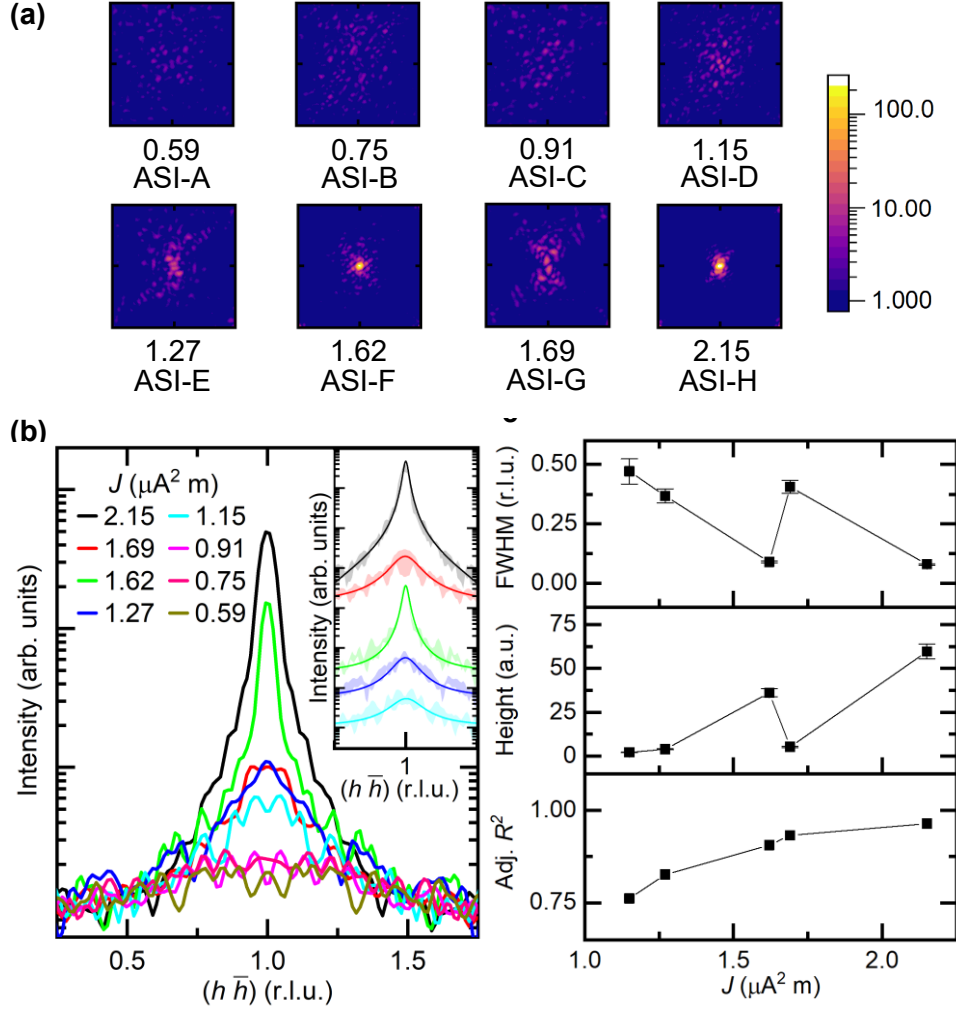 (a)
0.59
ASI-A
0.75
ASI-B
0.91
ASI-C
1.15
ASI-D
100.0
10.00
1.000
1.27
ASI-E
1.62
ASI-F
1.69
ASI-G
2.15
ASI-H
(b)
Intensity (arb. units)
J (μA² m)
2.15
1.69
1.62
1.27
1.15
0.91
0.75
0.59
0.5
1.0
1.5
(h h̅) (r.l.u.)
Intensity (arb. units)
1
(h h̅) (r.l.u.)
FWHM (r.l.u.)
0.50
0.25
0.00
Height (a.u.)
75
50
25
0
Adj. R²
1.00
0.75
1.0
1.5
2.0
J (μA² m)